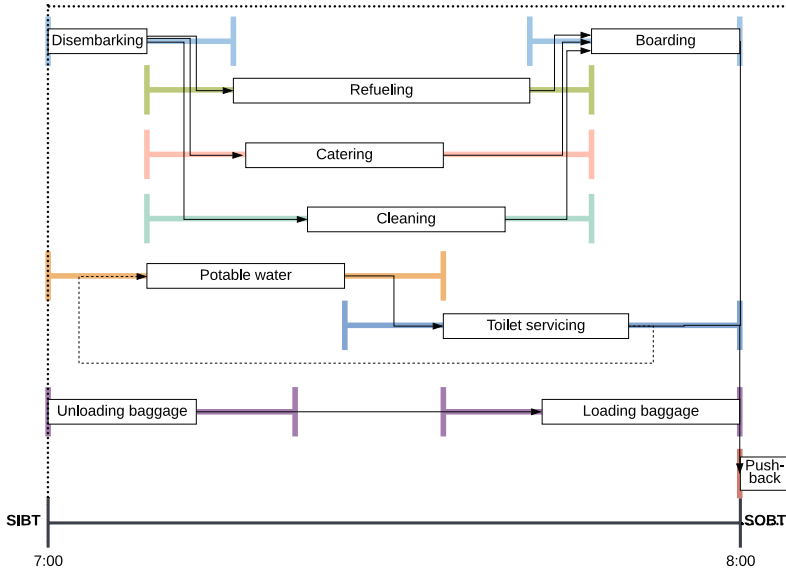 Disembarking
Boarding
Refueling
Catering
Cleaning
Potable water
Toilet servicing
Unloading baggage
Loading baggage
Push-
back
SIBT
SOBT
7:00
8:00